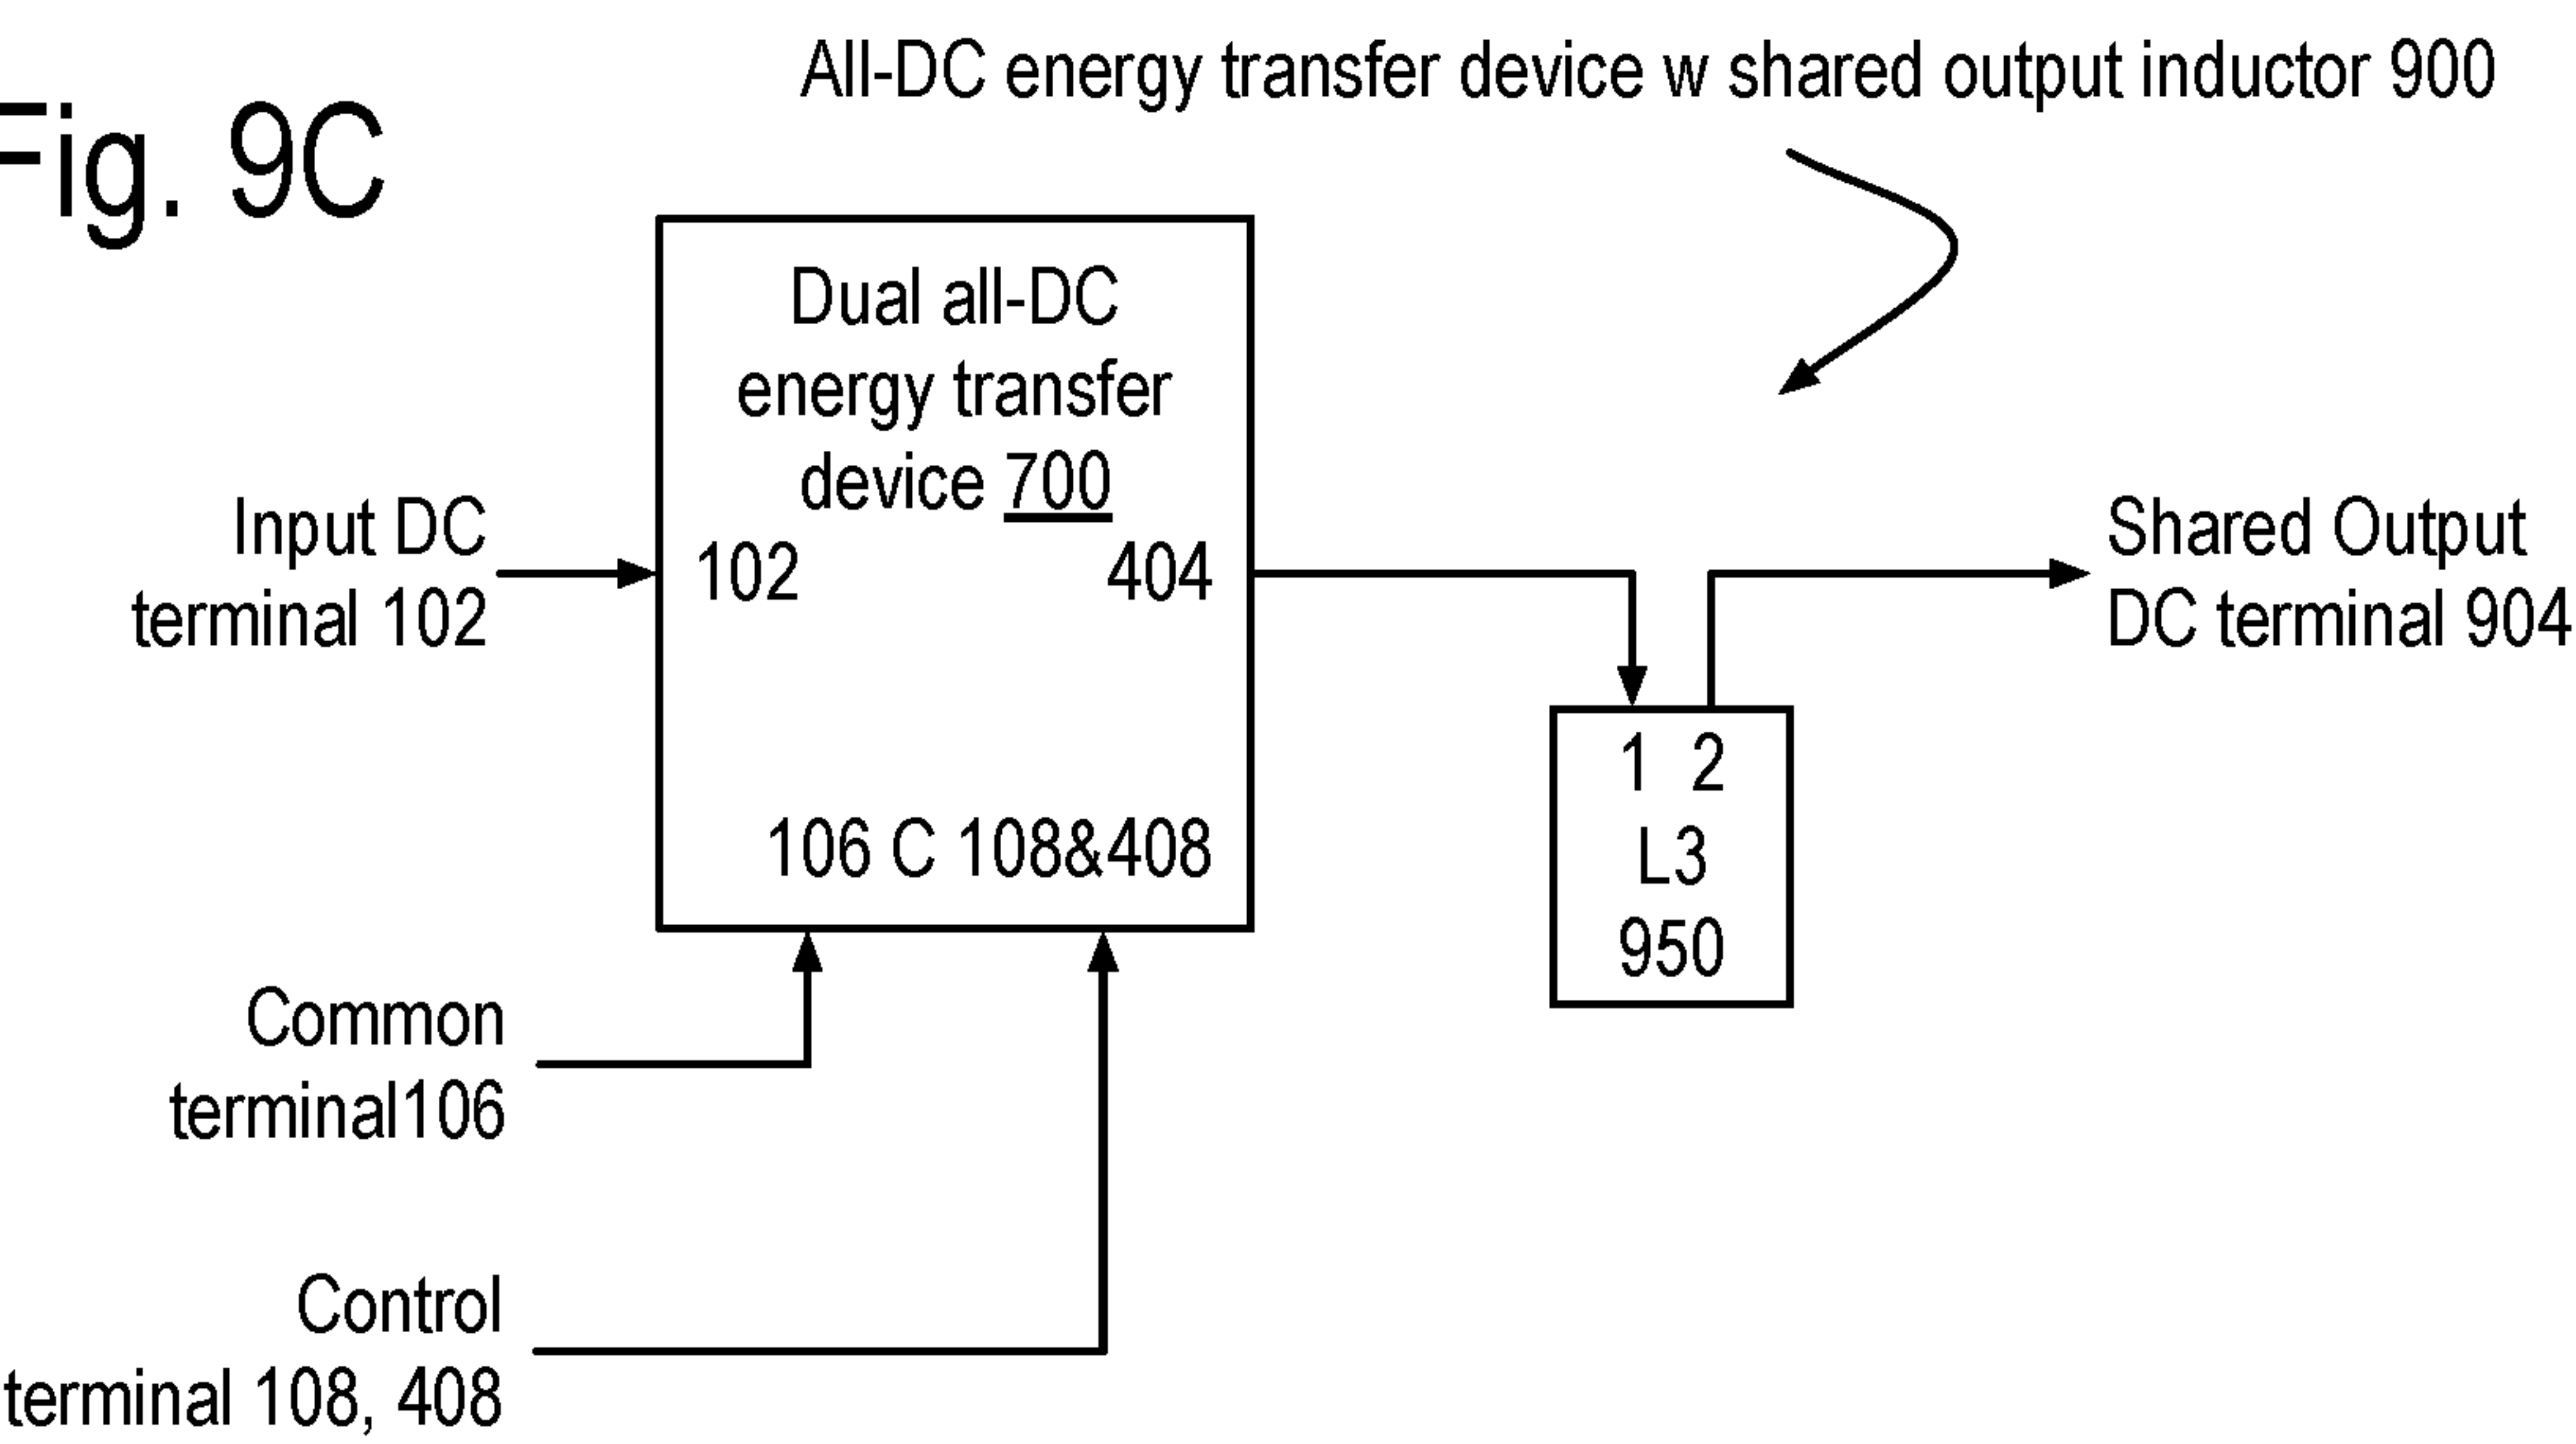 All-DC energy transfer device w shared output inductor 900
Fig. 9C
Dual all-DC
energy transfer
device 700
Input DC
terminal 102
102
404
Shared Output
DC terminal 904
1 2
L3
950
106 C 108&408
Common
terminal106
Control
terminal 108, 408